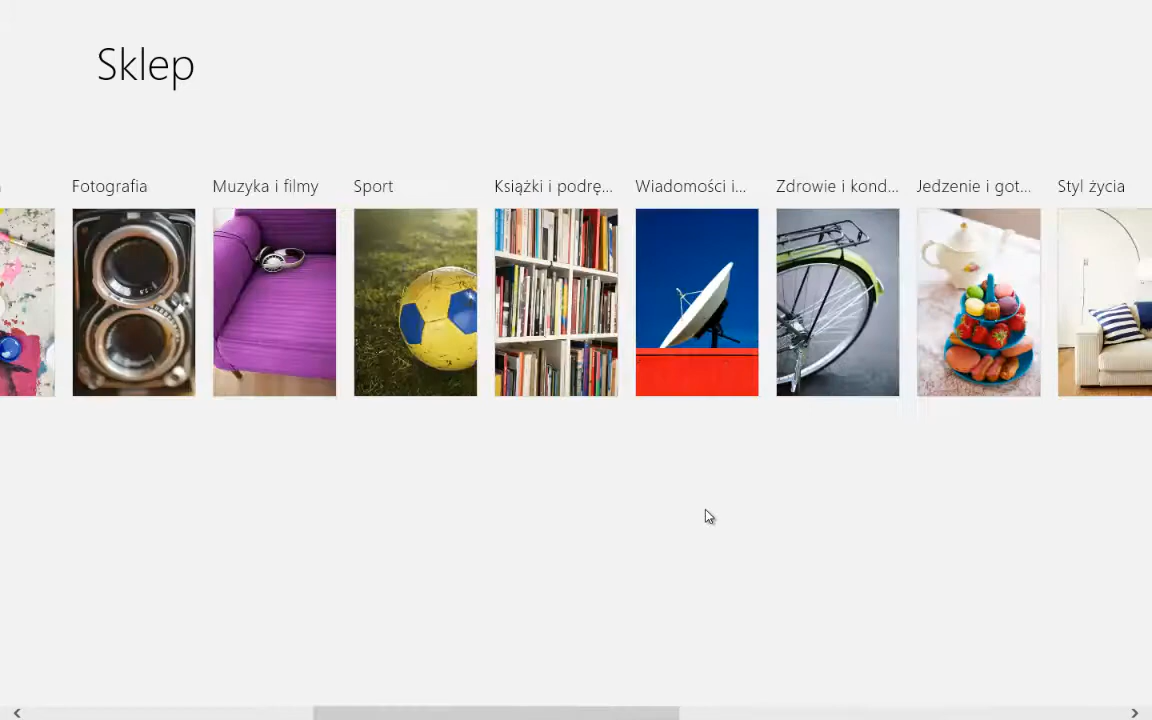 Sklep
Fotografia
Muzyka i filmy
Sport
Książki i podrę...
Wiadomości i...
Zdrowie i kond...
Jedzenie i got...
Styl życia